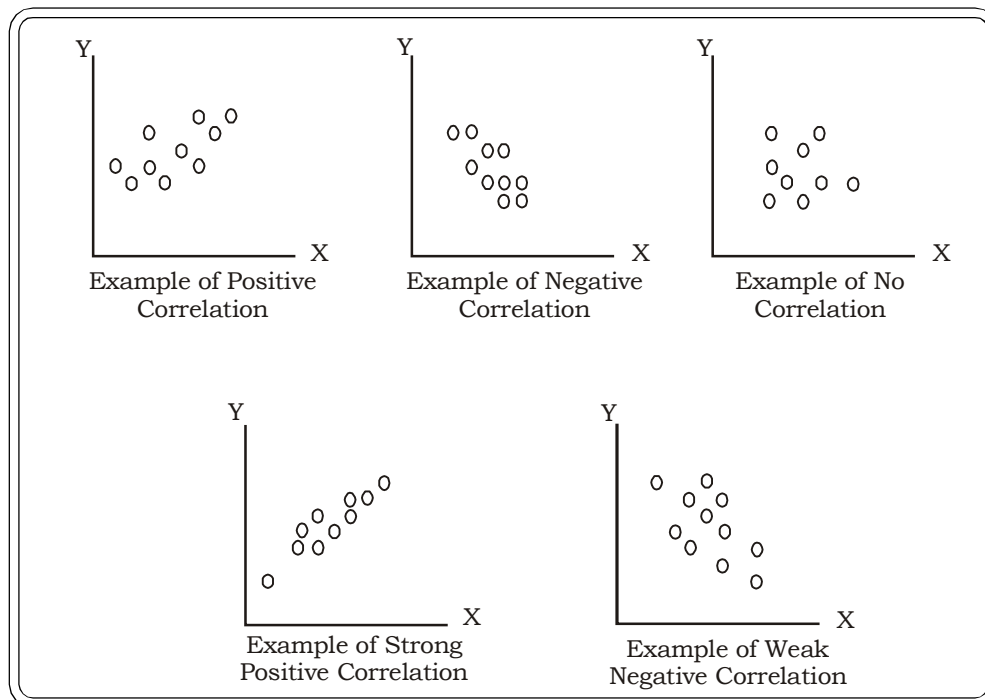 Y
X
Example of Positive
Correlation
Y
X
Example of Negative
Correlation
Y
X
Example of No
Correlation
Y
X
Example of Strong
Positive Correlation
Y
X
Example of Weak
Negative Correlation